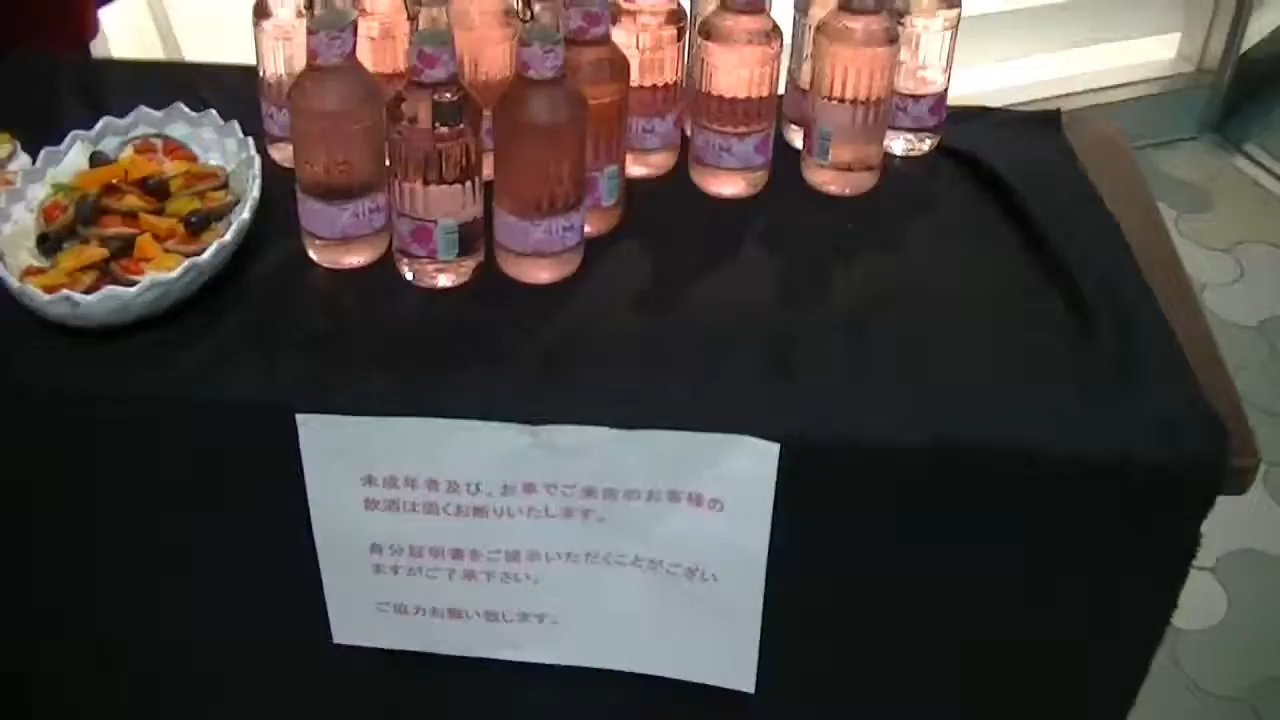 ZIMA
ZIMA
未成年者及び、お車でご来店のお客様の
飲酒は固くお断りいたします。
身分証明書をご提示いただくことがござい
ますがご了承下さい。
ご協力お願い致します。